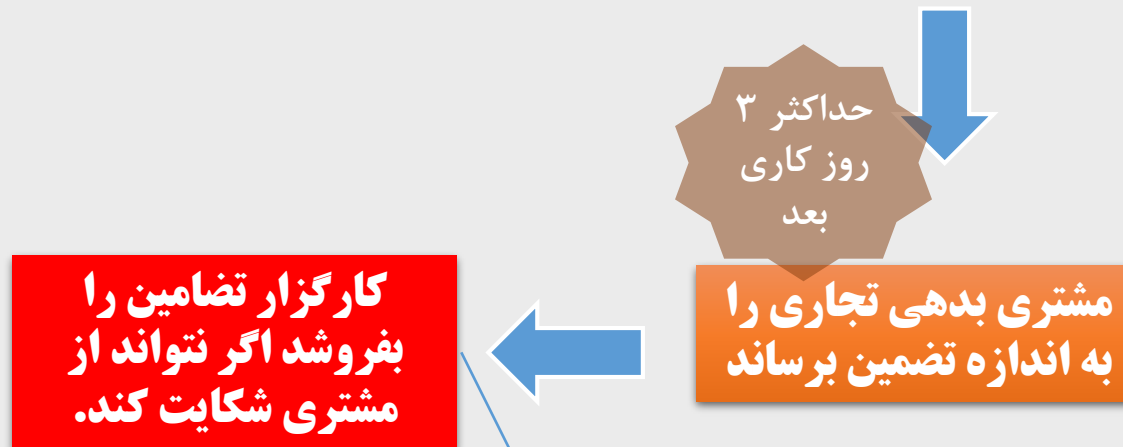 حداکثر ۳
روز کاری
بعد
مشتری بدهی تجاری را
به اندازه تضمین برساند
کارگزار تضامین را
بفروشد اگر نتواند از
مشتری شکایت کند.